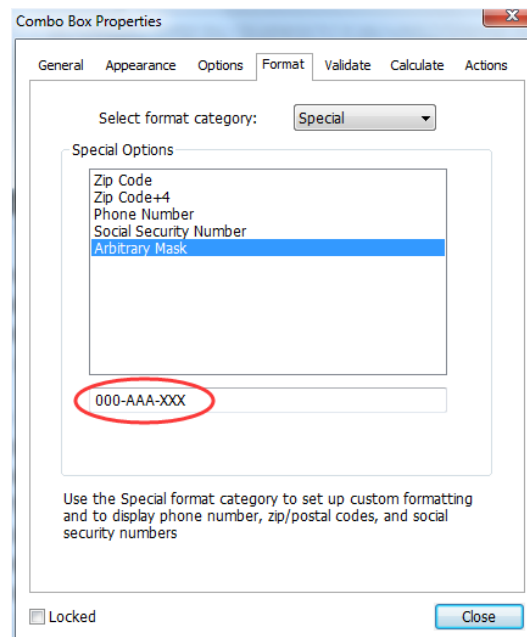 Combo Box Properties
General Appearance Options Format Validate Calculate Actions
Select format category: Special
Special Options
Zip Code
Zip Code+4
Phone Number
Social Security Number
Arbitrary Mask
000-AAA-XXX
Use the Special format category to set up custom formatting
and to display phone number, zip/postal codes, and social
security numbers
Locked Close